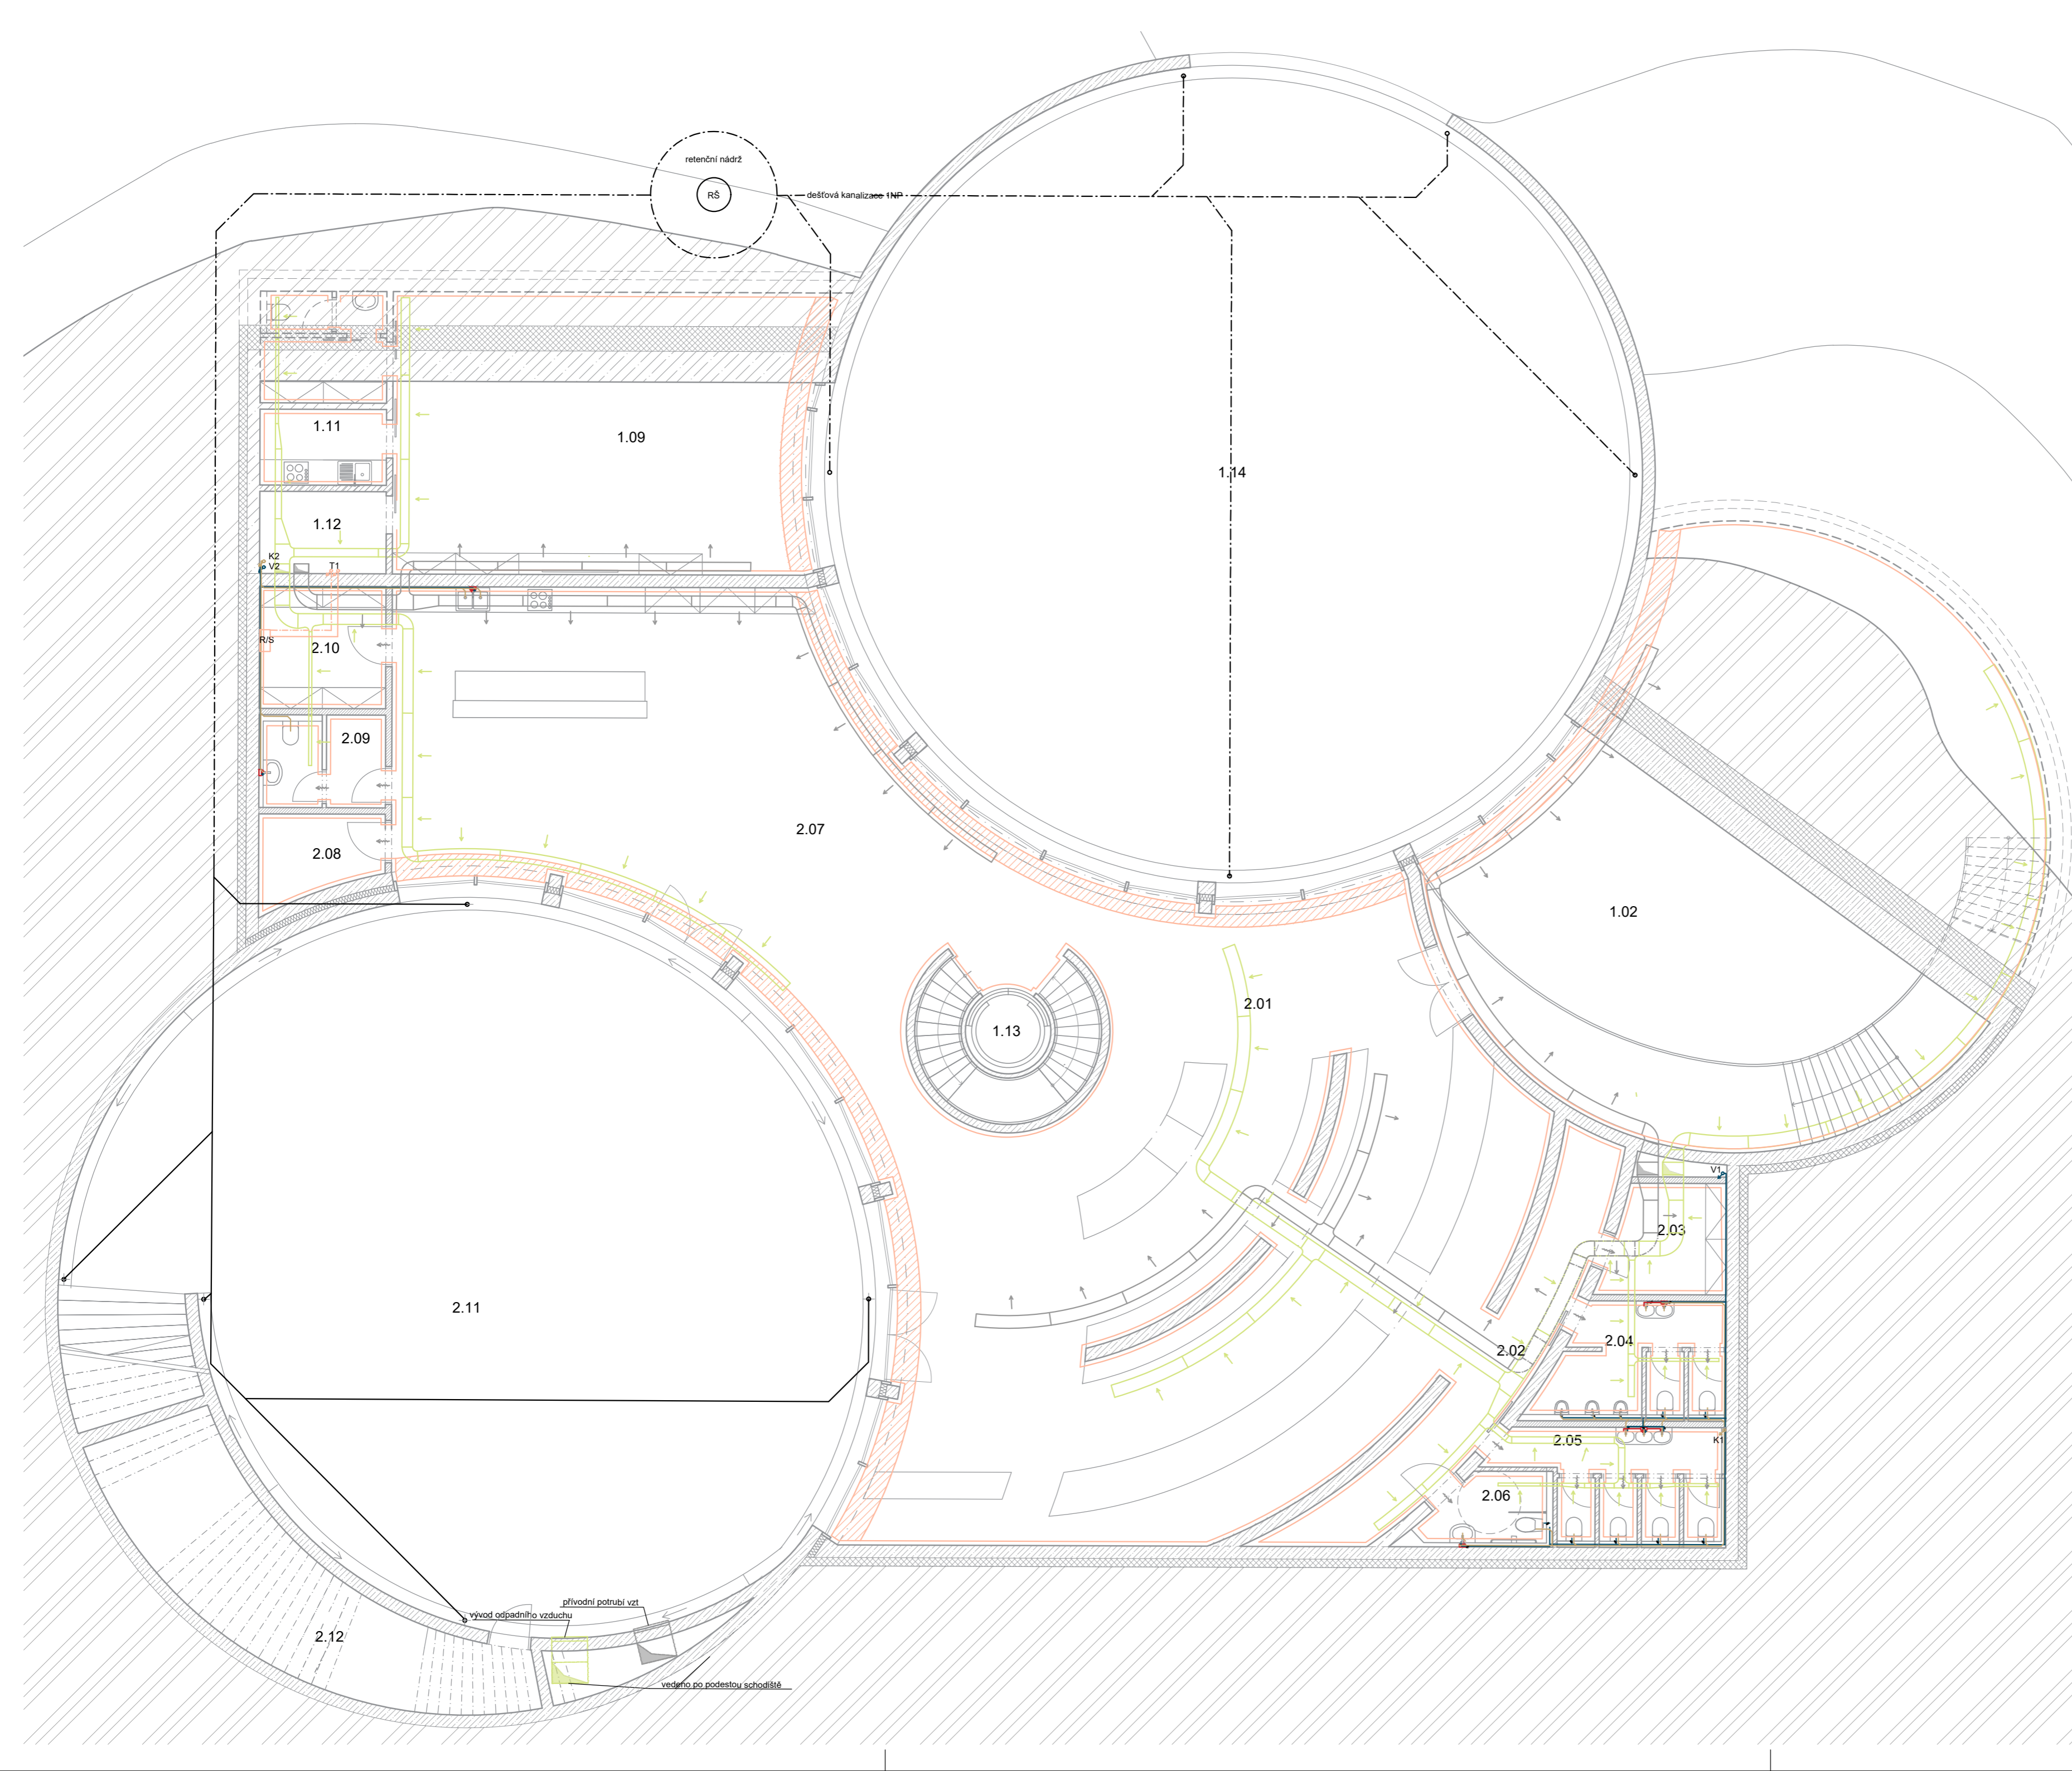 retenční nádrž
RŠ
dešťová kanalizace 1NP
1.11
1.09
1.14
1.12
K2
V2
T1
R/S
2.10
2.09
2.07
2.08
1.02
2.01
1.13
V1
2.03
2.11
2.04
2.02
2.05
K1
2.06
přívodní potrubí vzt
vývod odpadního vzduchu
2.12
vedeno po podestou schodiště